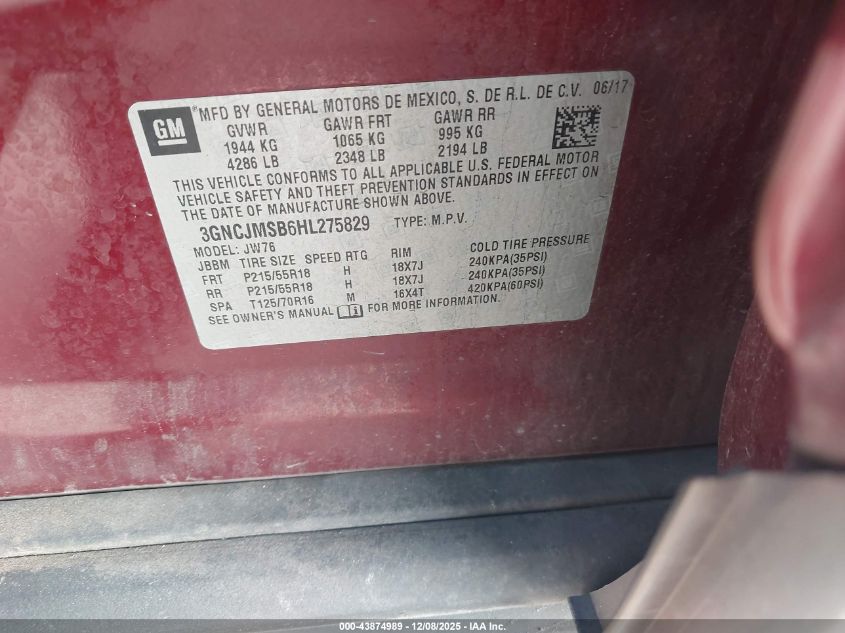 GM
®MFD BY GENERAL MOTORS DE MEXICO, S. DE R.L. DE C.V. 06/17
GVWR GAWR FRT GAWR RR
1944 KG 1065 KG 995 KG
4286 LB 2348 LB 2194 LB
THIS VEHICLE CONFORMS TO ALL APPLICABLE U.S. FEDERAL MOTOR
VEHICLE SAFETY AND THEFT PREVENTION STANDARDS IN EFFECT ON
THE DATE OF MANUFACTURE SHOWN ABOVE.
3GNCJMSB6HL275829 TYPE: M.P.V.
MODEL: JW76
JBBM TIRE SIZE SPEED RTG RIM COLD TIRE PRESSURE
FRT P215/55R18 H 18X7J 240KPA(35PSI)
RR P215/55R18 H 18X7J 240KPA(35PSI)
SPA T125/70R16 M 16X4T 420KPA(60PSI)
SEE OWNER'S MANUAL i FOR MORE INFORMATION.
000-43874989 - 12/08/2025 - IAA Inc.